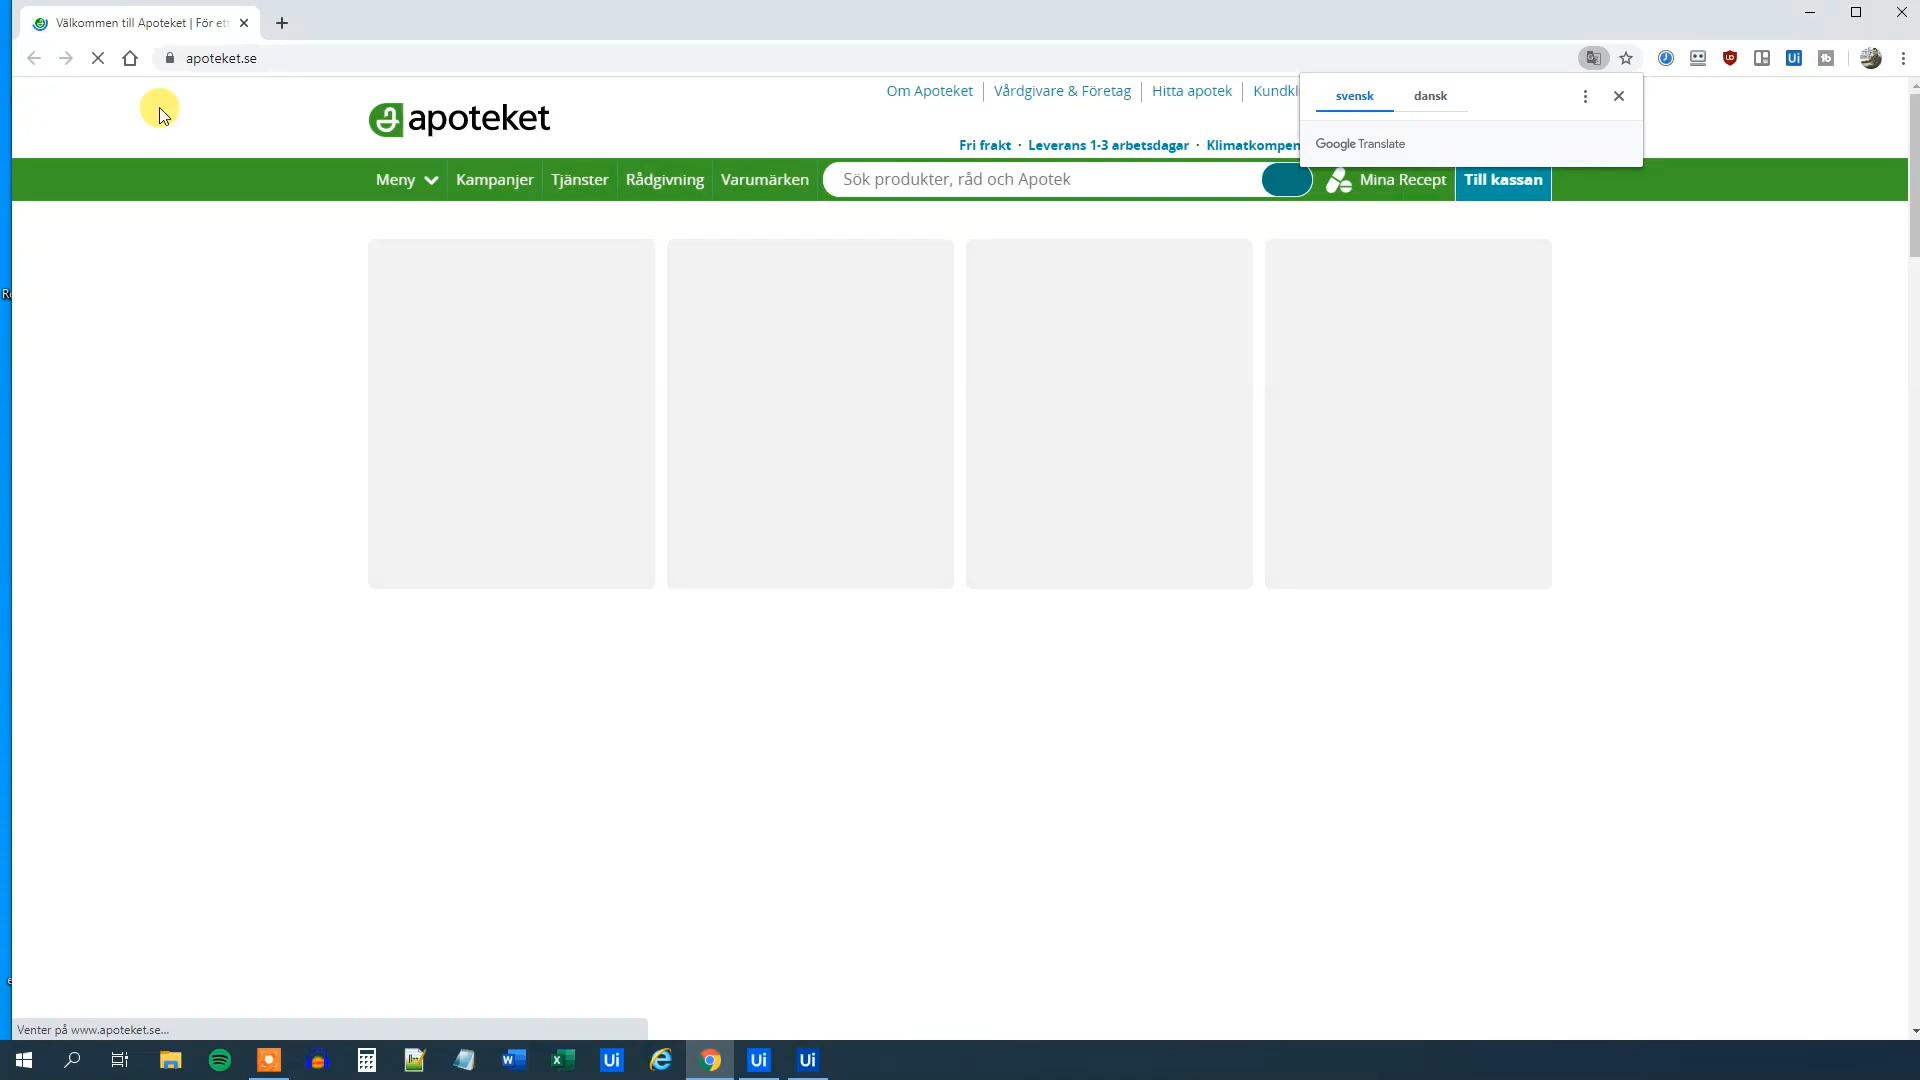 Välkommen till Apoteket | För ett
apoteket.se
svensk dansk
Google Translate
Om Apoteket Vårdgivare & Företag Hitta apotek Kundkl
apoteket
Fri frakt · Leverans 1-3 arbetsdagar · Klimatkompen
Meny Kampanjer Tjänster Rådgivning Varumärken Sök produkter, råd och Apotek Mina Recept Till kassan
Venter på www.apoteket.se...